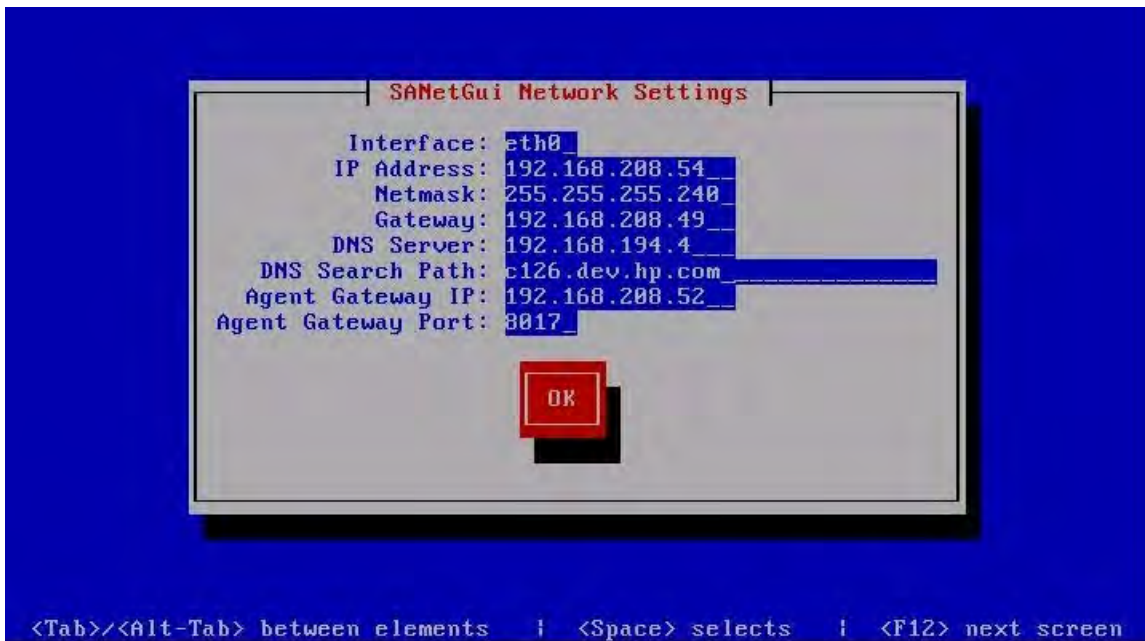 SANetGui Network Settings
Interface: eth0_
IP Address: 192.168.208.54__
Netmask: 255.255.255.240_
Gateway: 192.168.208.49__
DNS Server: 192.168.194.4___
DNS Search Path: c126.dev.hp.com_______________
Agent Gateway IP: 192.168.208.52__
Agent Gateway Port: 8017_
OK
<Tab>/<Alt-Tab> between elements | <Space> selects | <F12> next screen